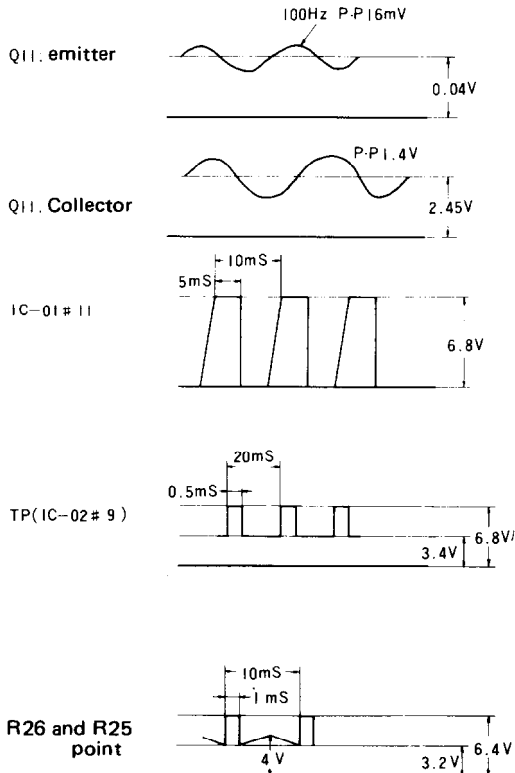 100Hz P-P16mV
Q11. emitter
0.04V
P-P1.4V
Q11. Collector
2.45V
10mS
5mS
IC-01#11
6.8V
20mS
0.5mS
TP(IC-02#9)
6.8V
3.4V
10mS
1mS
R26 and R25
point
4V
6.4V
3.2V